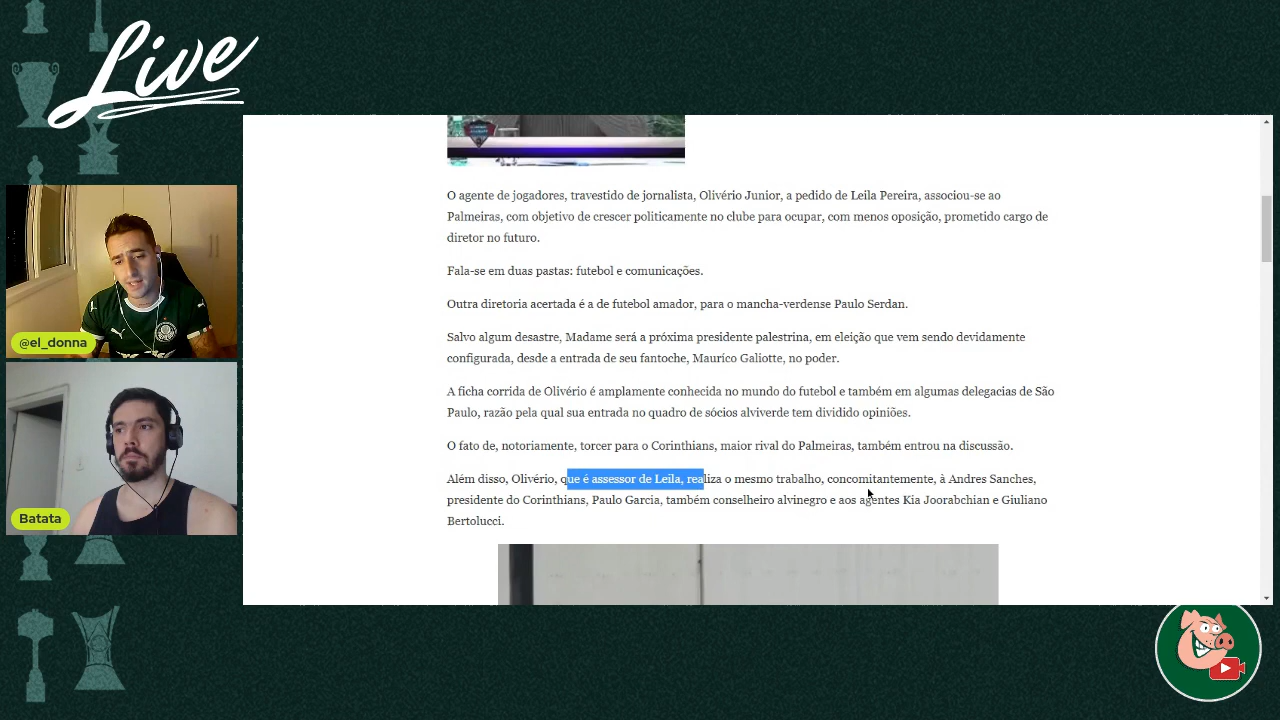 Live
O agente de jogadores, travestido de jornalista, Olivério Junior, a pedido de Leila Pereira, associou-se ao
Palmeiras, com objetivo de crescer politicamente no clube para ocupar, com menos oposição, prometido cargo de
diretor no futuro.
Fala-se em duas pastas: futebol e comunicações.
Outra diretoria acertada é a de futebol amador, para o mancha-verdense Paulo Serdan.
Salvo algum desastre, Madame será a próxima presidente palestrina, em eleição que vem sendo devidamente
configurada, desde a entrada de seu fantoche, Mauríco Galiotte, no poder.
A ficha corrida de Olivério é amplamente conhecida no mundo do futebol e também em algumas delegacias de São
Paulo, razão pela qual sua entrada no quadro de sócios alviverde tem dividido opiniões.
O fato de, notoriamente, torcer para o Corinthians, maior rival do Palmeiras, também entrou na discussão.
Além disso, Olivério, que é assessor de Leila, realiza o mesmo trabalho, concomitantemente, à Andres Sanches,
presidente do Corinthians, Paulo Garcia, também conselheiro alvinegro e aos agentes Kia Joorabchian e Giuliano
Bertolucci.
@el_donna
Batata